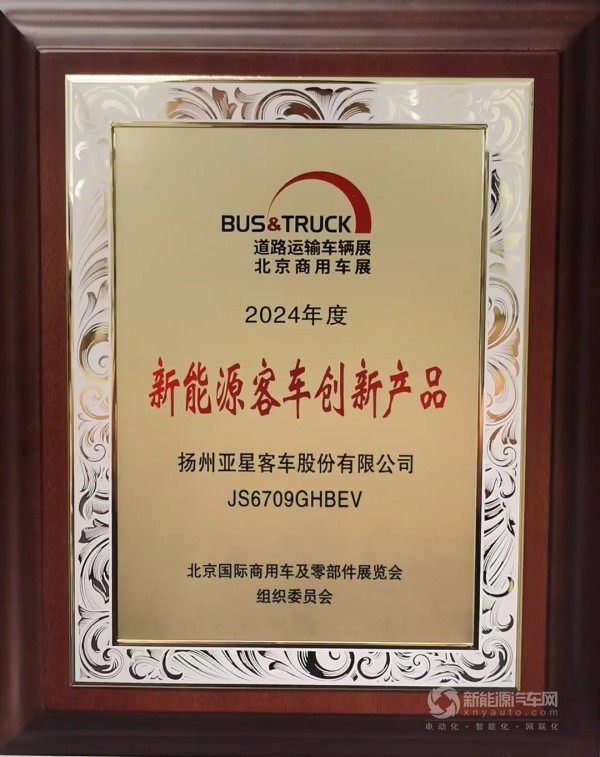 BUS&TRUCK
道路运输车辆展
北京商用车展
2024年度
新能源客车创新产品
扬州亚星客车股份有限公司
JS6709GHBEV
北京国际商用车及零部件展览会
组织委员会
新能源汽车网
xnyauto.com
电动化·智能化·网联化